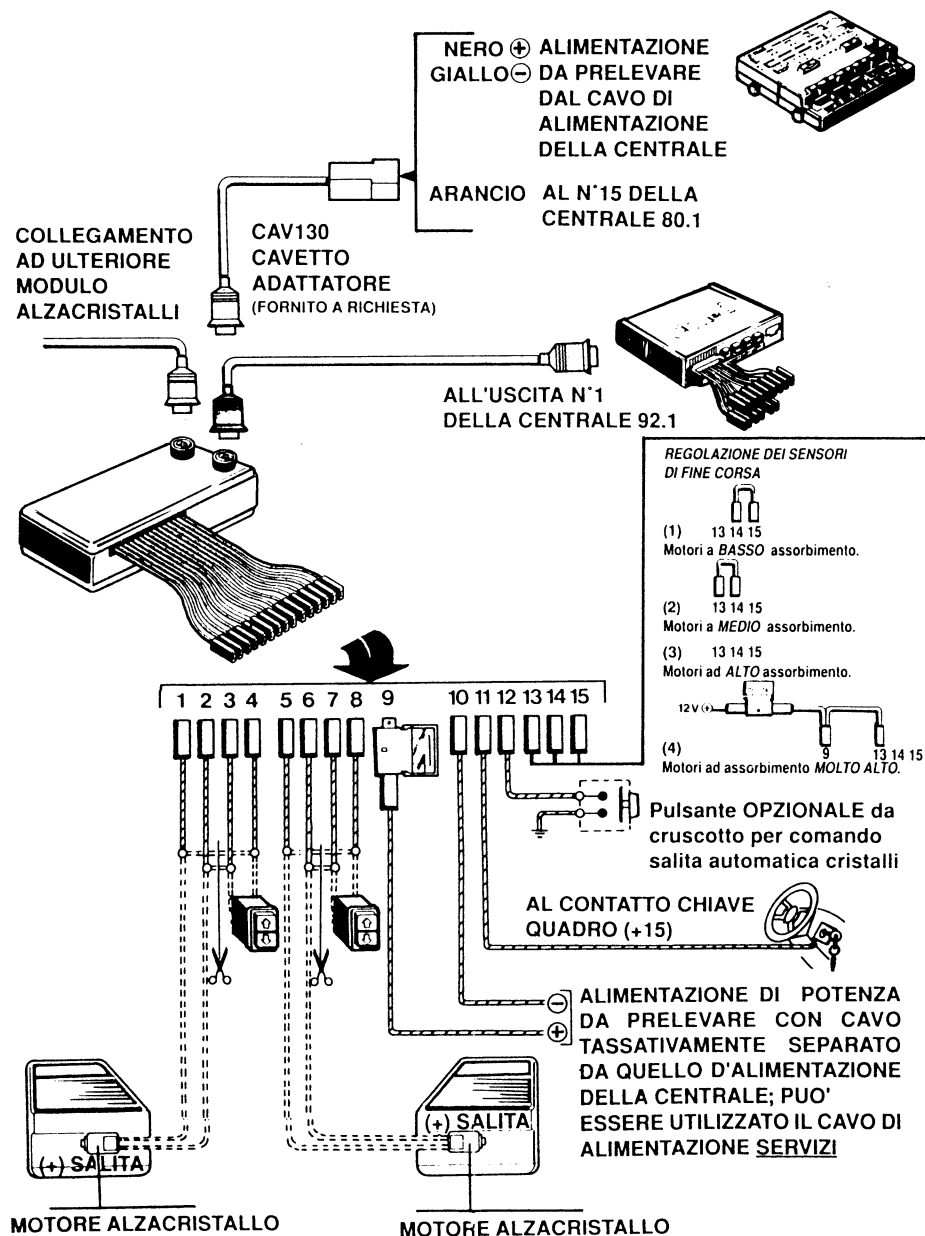 NERO ⊕ ALIMENTAZIONE
GIALLO ⊖ DA PRELEVARE
DAL CAVO DI
ALIMENTAZIONE
DELLA CENTRALE
ARANCIO AL N°15 DELLA
CENTRALE 80.1
COLLEGAMENTO
AD ULTERIORE
MODULO
ALZACRISTALLI
CAV130
CAVETTO
ADATTATORE
(FORNITO A RICHIESTA)
ALL'USCITA N°1
DELLA CENTRALE 92.1
REGOLAZIONE DEI SENSORI
DI FINE CORSA
(1) 13 14 15
Motori a BASSO assorbimento.
(2) 13 14 15
Motori a MEDIO assorbimento.
(3) 13 14 15
Motori ad ALTO assorbimento.
12 V ⊕
9 13 14 15
(4)
Motori ad assorbimento MOLTO ALTO.
1 2 3 4 5 6 7 8 9 10 11 12 13 14 15
Pulsante OPZIONALE da
cruscotto per comando
salita automatica cristalli
AL CONTATTO CHIAVE
QUADRO (+15)
⊖ ALIMENTAZIONE DI POTENZA
DA PRELEVARE CON CAVO
⊕ TASSATIVAMENTE SEPARATO
DA QUELLO D'ALIMENTAZIONE
DELLA CENTRALE; PUO'
ESSERE UTILIZZATO IL CAVO DI
ALIMENTAZIONE SERVIZI
(+) SALITA
(+) SALITA
MOTORE ALZACRISTALLO
MOTORE ALZACRISTALLO